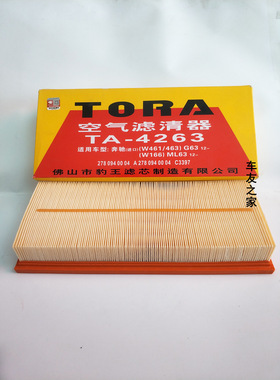 TORA
空气滤清器
TA-4263
适用车型:奔驰(进口)(W461/463) G63 12-
(W166) ML63 12-
278 094 00 04 A 278 094 00 04 C3397
佛山市豹王滤芯制造有限公司
车友之家